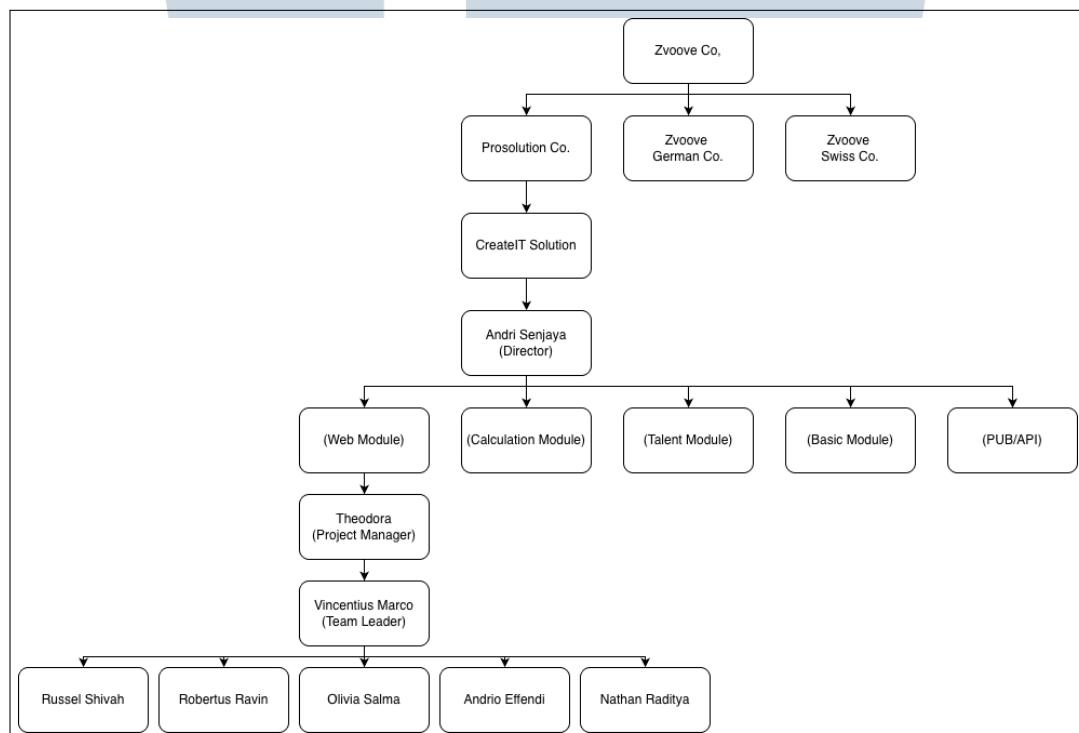 Zvoove Co,
Prosolution Co.
Zvoove
German Co.
Zvoove
Swiss Co.
CreateIT Solution
Andri Senjaya
(Director)
(Web Module)
(Calculation Module)
(Talent Module)
(Basic Module)
(PUB/API)
Theodora
(Project Manager)
Vincentius Marco
(Team Leader)
Russel Shivah
Robertus Ravin
Olivia Salma
Andrio Effendi
Nathan Raditya